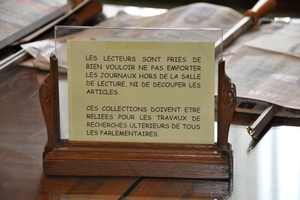 LES LECTEURS SONT PRIES DE
BIEN VOULOIR NE PAS EMPORTER
LES JOURNAUX HORS DE LA SALLE
DE LECTURE, NI DE DECOUPER LES
ARTICLES.
CES COLLECTIONS DOIVENT ETRE
RELIEES POUR LES TRAVAUX DE
RECHERCHES ULTERIEURS DE TOUS
LES PARLEMENTAIRES.